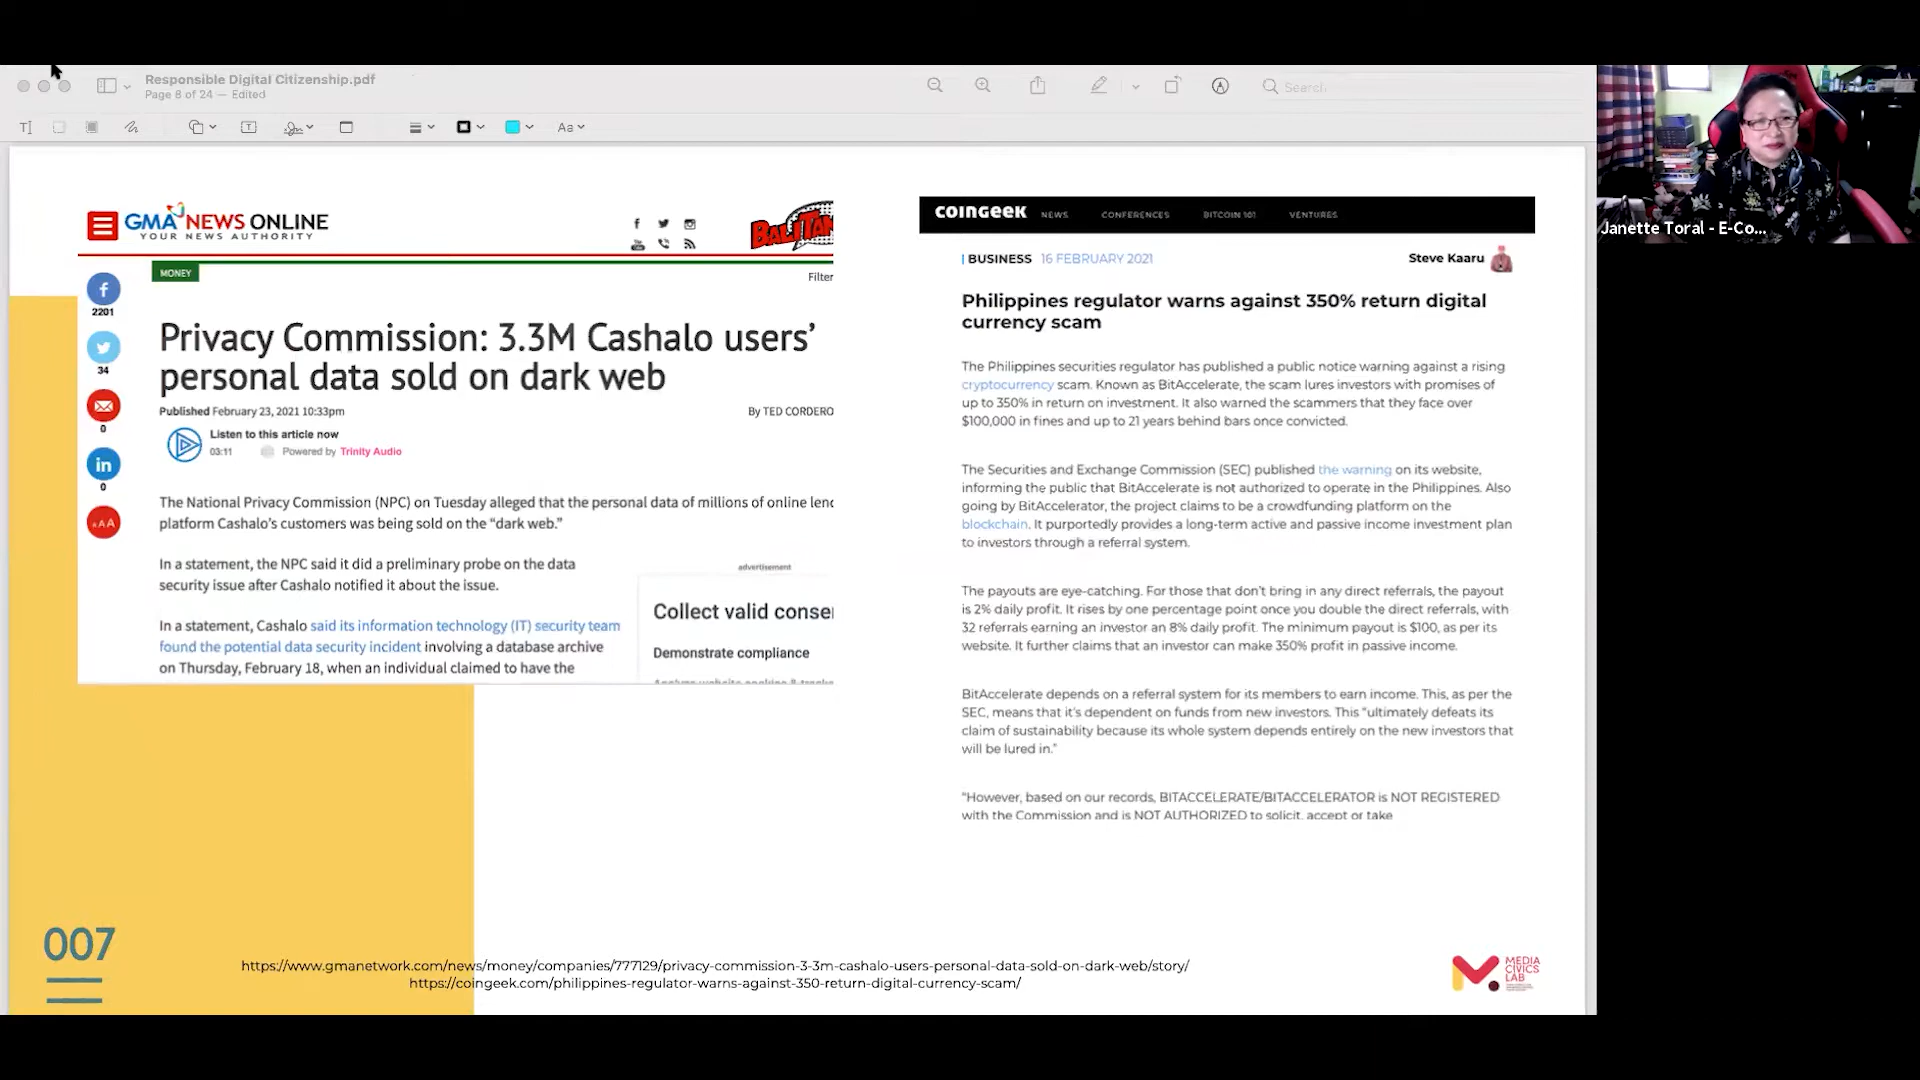 Responsible Digital Citizenship.pdf
Page 8 of 24 — Edited
Search
Aa
GMA NEWS ONLINE
YOUR NEWS AUTHORITY
MONEY
Filter
2201
34
0
0
AAA
Privacy Commission: 3.3M Cashalo users’
personal data sold on dark web
Published February 23, 2021 10:33pm
By TED CORDERO
Listen to this article now
03:11 Powered by Trinity Audio
The National Privacy Commission (NPC) on Tuesday alleged that the personal data of millions of online lend
platform Cashalo’s customers was being sold on the “dark web.”
In a statement, the NPC said it did a preliminary probe on the data
security issue after Cashalo notified it about the issue.
In a statement, Cashalo said its information technology (IT) security team
found the potential data security incident involving a database archive
on Thursday, February 18, when an individual claimed to have the
advertisement
Collect valid conse
Demonstrate compliance
COINGEEK NEWS CONFERENCES BITCOIN 101 VENTURES
| BUSINESS 16 FEBRUARY 2021
Steve Kaaru
Philippines regulator warns against 350% return digital
currency scam
The Philippines securities regulator has published a public notice warning against a rising
cryptocurrency scam. Known as BitAccelerate, the scam lures investors with promises of
up to 350% in return on investment. It also warned the scammers that they face over
$100,000 in fines and up to 21 years behind bars once convicted.
The Securities and Exchange Commission (SEC) published the warning on its website,
informing the public that BitAccelerate is not authorized to operate in the Philippines. Also
going by BitAccelerator, the project claims to be a crowdfunding platform on the
blockchain. It purportedly provides a long-term active and passive income investment plan
to investors through a referral system.
The payouts are eye-catching. For those that don’t bring in any direct referrals, the payout
is 2% daily profit. It rises by one percentage point once you double the direct referrals, with
32 referrals earning an investor an 8% daily profit. The minimum payout is $100, as per its
website. It further claims that an investor can make 350% profit in passive income.
BitAccelerate depends on a referral system for its members to earn income. This, as per the
SEC, means that it’s dependent on funds from new investors. This “ultimately defeats its
claim of sustainability because its whole system depends entirely on the new investors that
will be lured in.”
“However, based on our records, BITACCELERATE/BITACCELERATOR is NOT REGISTERED
with the Commission and is NOT AUTHORIZED to solicit, accept or take
007
https://www.gmanetwork.com/news/money/companies/777129/privacy-commission-3-3m-cashalo-users-personal-data-sold-on-dark-web/story/
https://coingeek.com/philippines-regulator-warns-against-350-return-digital-currency-scam/
MEDIA
CIVICS
LAB
Janette Toral - E-Co...